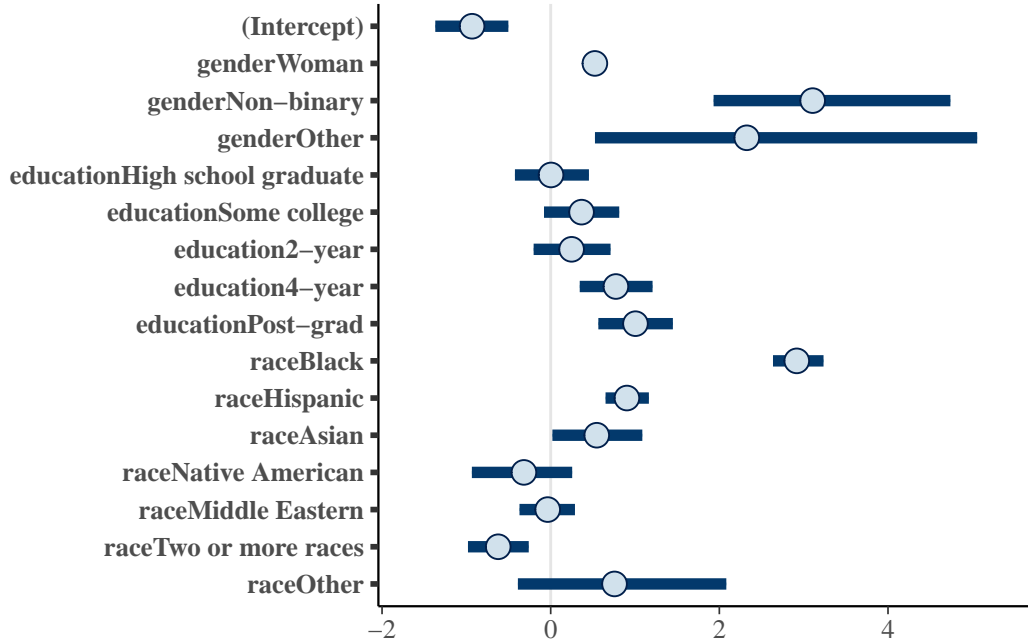 (Intercept)
genderWoman
genderNon−binary
genderOther
educationHigh school graduate
educationSome college
education2−year
education4−year
educationPost−grad
raceBlack
raceHispanic
raceAsian
raceNative American
raceMiddle Eastern
raceTwo or more races
raceOther
−2 0 2 4